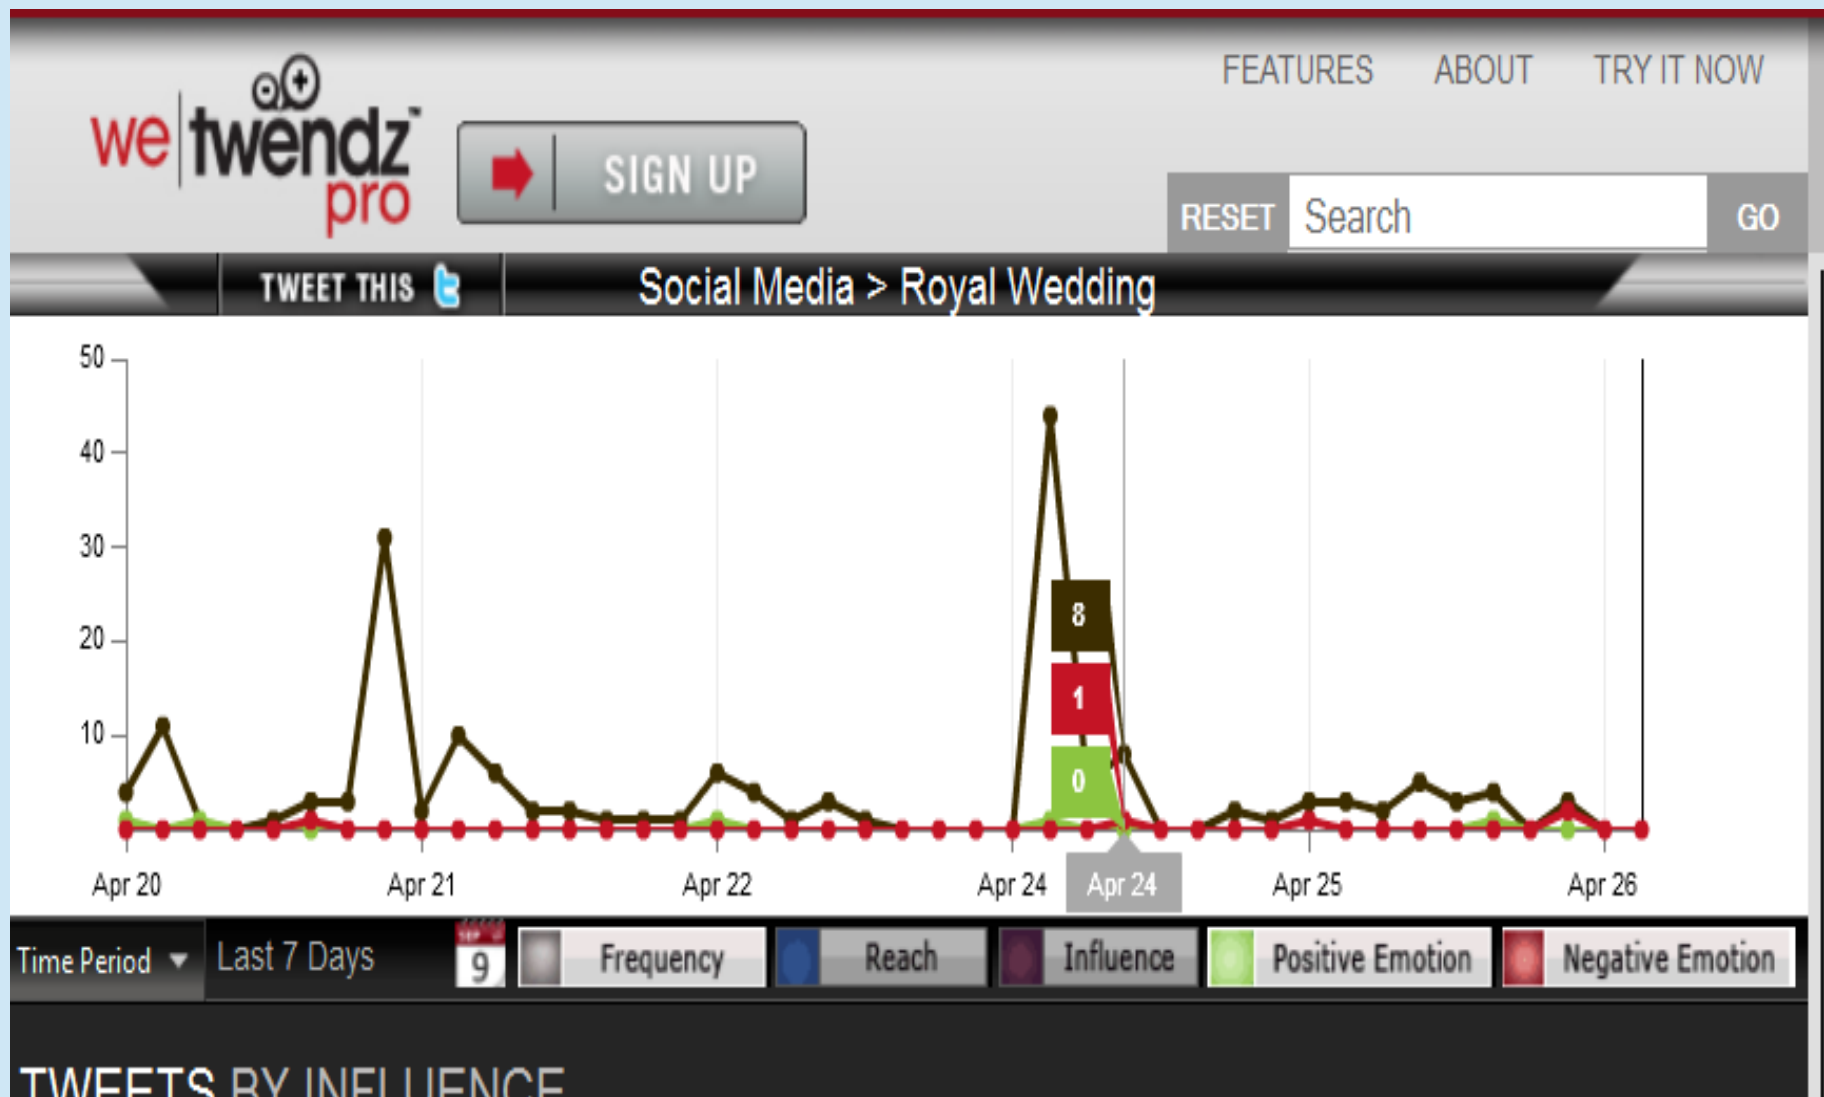 FEATURES ABOUT TRY IT NOW
we twendz™
pro
SIGN UP
RESET Search GO
TWEET THIS
Social Media > Royal Wedding
50
40
30
20
10
8
1
0
Apr 20 Apr 21 Apr 22 Apr 24 Apr 24 Apr 25 Apr 26
Time Period Last 7 Days 9 Frequency Reach Influence Positive Emotion Negative Emotion
TWEETS BY INFLUENCE